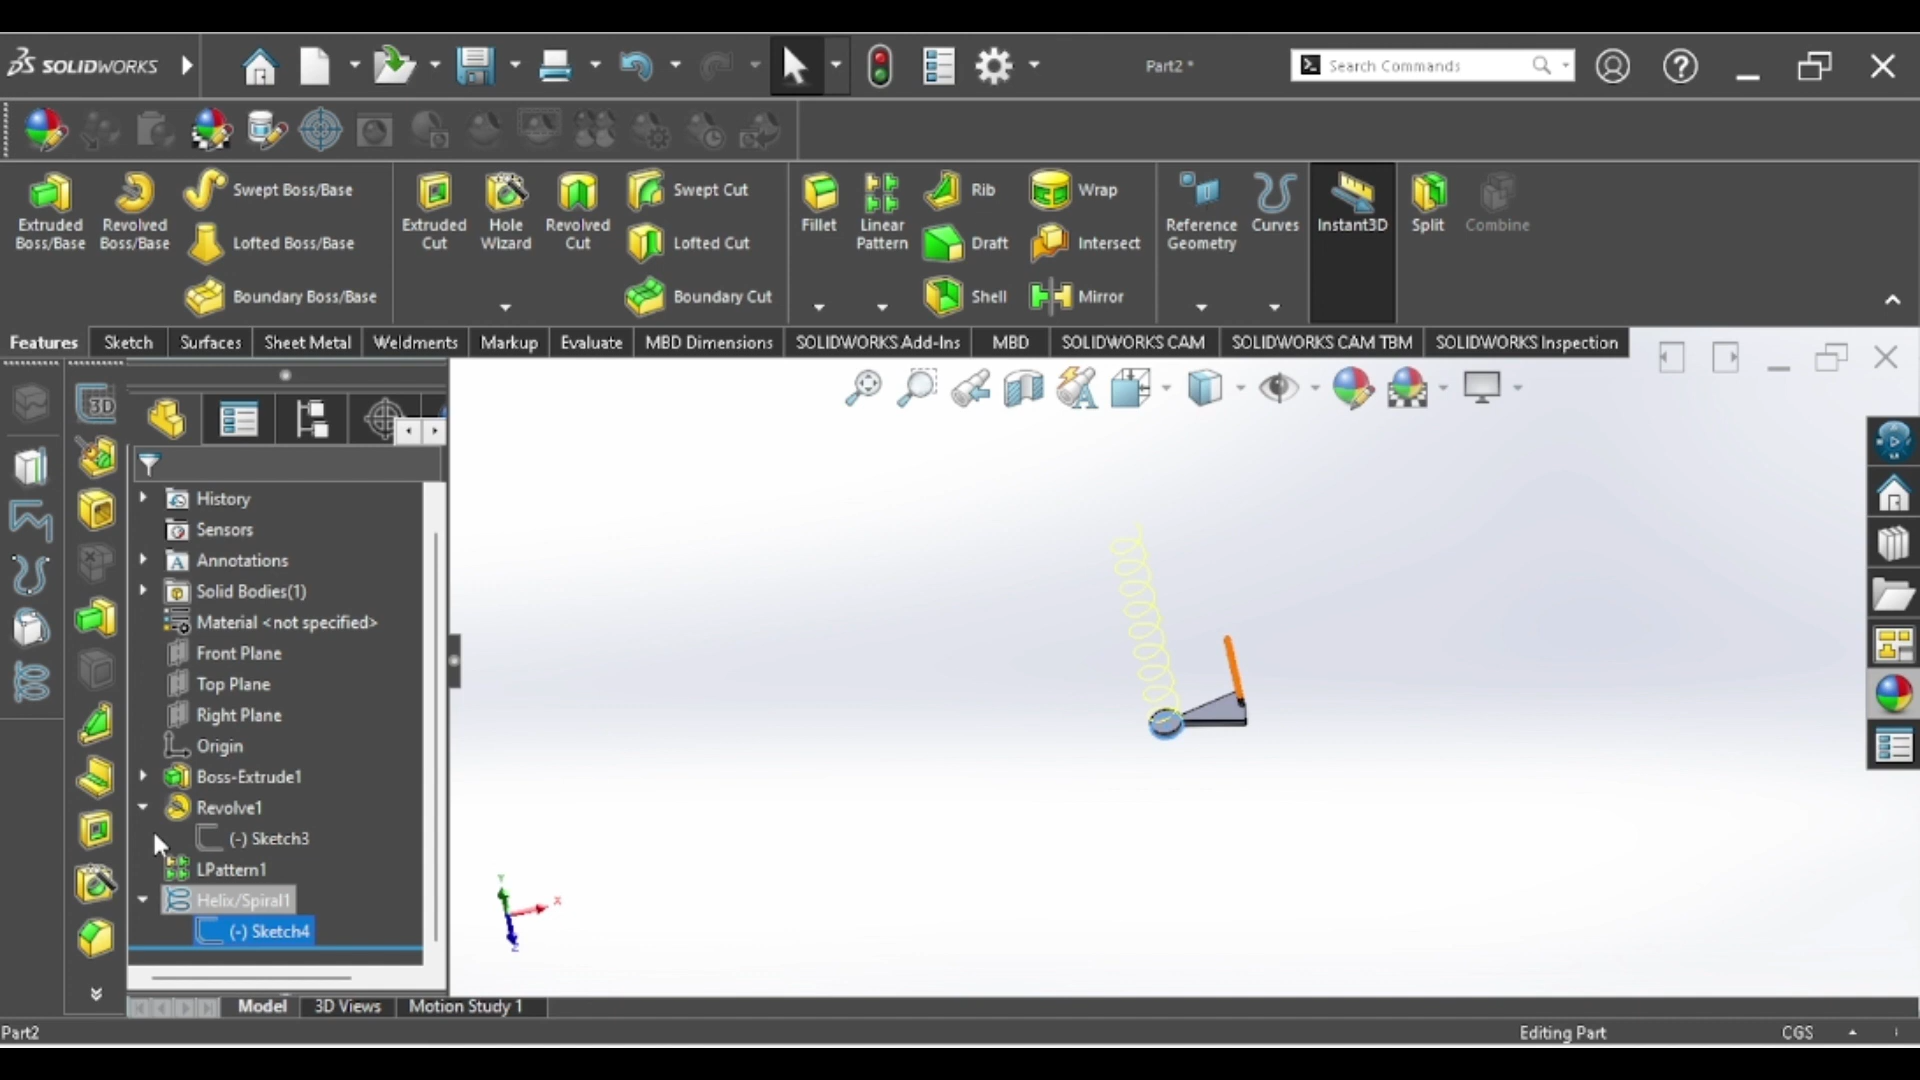 SOLIDWORKS
Part2 *
Search Commands
Extruded Boss/Base
Revolved Boss/Base
Swept Boss/Base
Lofted Boss/Base
Boundary Boss/Base
Extruded Cut
Hole Wizard
Revolved Cut
Swept Cut
Lofted Cut
Boundary Cut
Fillet
Linear Pattern
Rib
Draft
Shell
Wrap
Intersect
Mirror
Reference Geometry
Curves
Instant3D
Split
Combine
Features
Sketch
Surfaces
Sheet Metal
Weldments
Markup
Evaluate
MBD Dimensions
SOLIDWORKS Add-Ins
MBD
SOLIDWORKS CAM
SOLIDWORKS CAM TBM
SOLIDWORKS Inspection
3D
History
Sensors
Annotations
Solid Bodies(1)
Material <not specified>
Front Plane
Top Plane
Right Plane
Origin
Boss-Extrude1
Revolve1
(-) Sketch3
LPattern1
Helix/Spiral1
(-) Sketch4
Y
X
Z
Model
3D Views
Motion Study 1
Part2
Editing Part
CGS